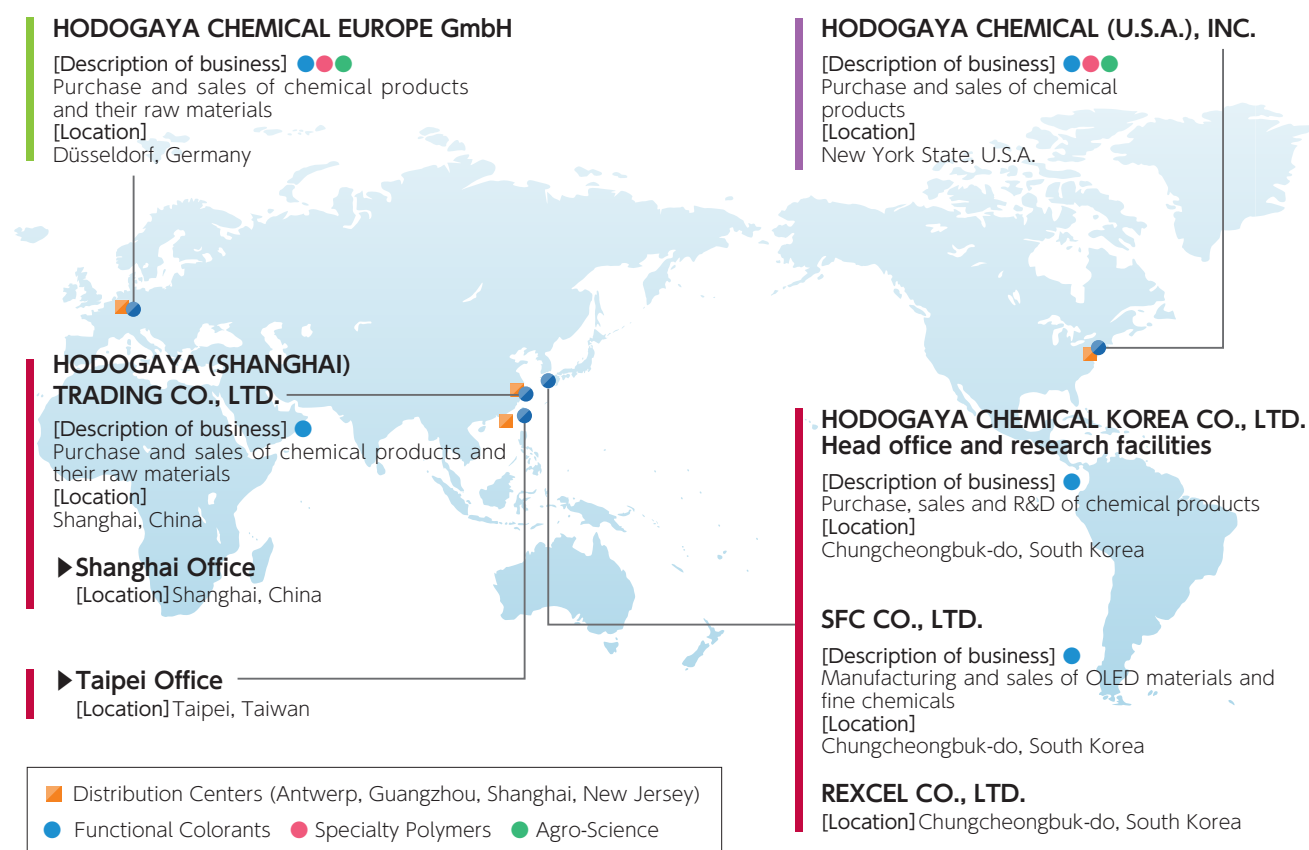 HODOGAYA CHEMICAL EUROPE GmbH
[Description of business]
Purchase and sales of chemical products
and their raw materials
[Location]
Düsseldorf, Germany
HODOGAYA CHEMICAL (U.S.A.), INC.
[Description of business]
Purchase and sales of chemical
products
[Location]
New York State, U.S.A.
HODOGAYA (SHANGHAI)
TRADING CO., LTD.
[Description of business]
Purchase and sales of chemical products and
their raw materials
[Location]
Shanghai, China
▶Shanghai Office
[Location] Shanghai, China
▶Taipei Office
[Location] Taipei, Taiwan
HODOGAYA CHEMICAL KOREA CO., LTD.
Head office and research facilities
[Description of business]
Purchase, sales and R&D of chemical products
[Location]
Chungcheongbuk-do, South Korea
SFC CO., LTD.
[Description of business]
Manufacturing and sales of OLED materials and
fine chemicals
[Location]
Chungcheongbuk-do, South Korea
REXCEL CO., LTD.
[Location] Chungcheongbuk-do, South Korea
Distribution Centers (Antwerp, Guangzhou, Shanghai, New Jersey)
Functional Colorants Specialty Polymers Agro-Science